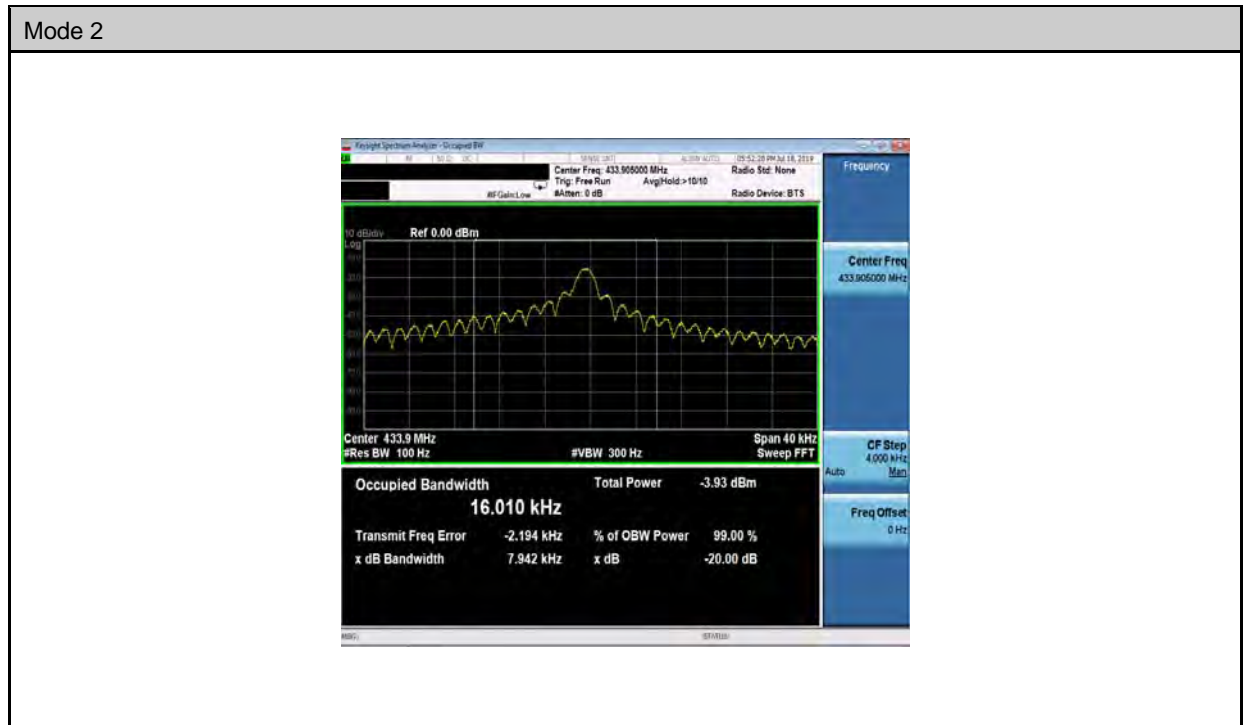 Mode 2
Keysight Spectrum Analyzer - Occupied BW
Center Freq: 433.905000 MHz
Radio Std: None
Trig: Free Run
Avg|Hold:>10/10
#IFGain:Low
#Atten: 0 dB
Radio Device: BTS
10 dB/div
Ref 0.00 dBm
Log
Center 433.9 MHz
Span 40 kHz
#Res BW 100 Hz
#VBW 300 Hz
Sweep FFT
Occupied Bandwidth
Total Power
-3.93 dBm
16.010 kHz
Transmit Freq Error
-2.194 kHz
% of OBW Power
99.00 %
x dB Bandwidth
7.942 kHz
x dB
-20.00 dB
MSG
STATUS
Frequency
Center Freq
433.905000 MHz
CF Step
4.000 kHz
Auto
Man
Freq Offset
0 Hz